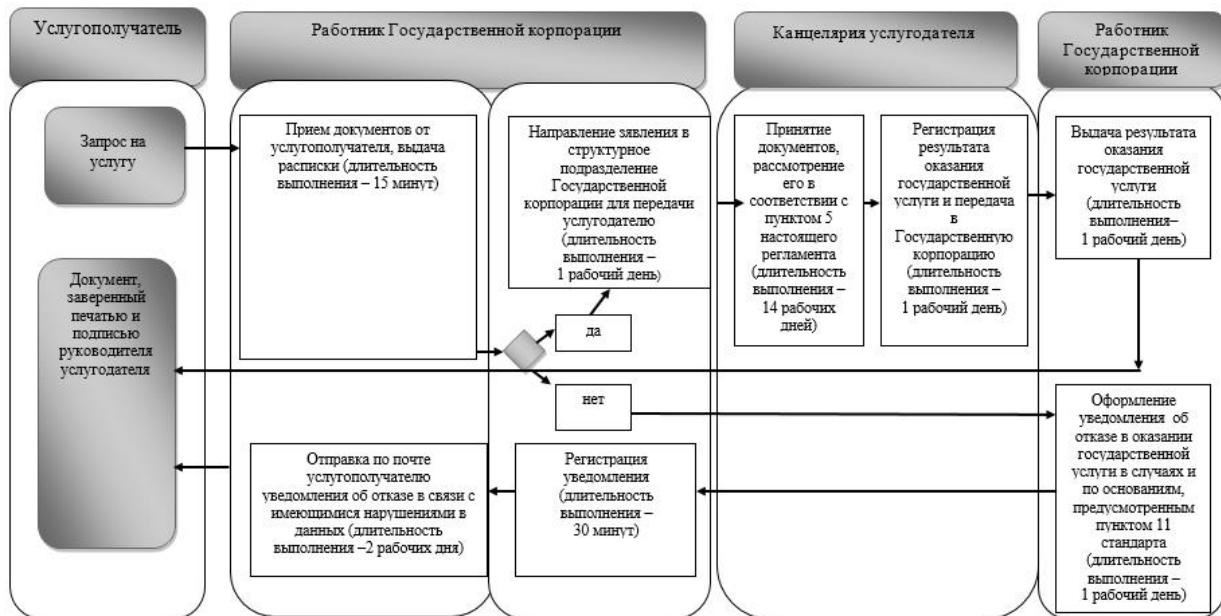 Услугополучатель
Работник Государственной корпорации
Канцелярия услугодателя
Работник
Государственной
корпорации
Запрос на
услугу
Прием документов от
услугополучателя, выдача
расписки (длительность
выполнения – 15 минут)
Направление зявления в
структурное
подразделение
Государственной
корпорации для передачи
услугодателю
(длительность
выполнения –
1 рабочий день)
Принятие
документов,
рассмотрение
его в
соответствии с
пунктом 5
настоящего
регламента
(длительность
выполнения –
14 рабочих
дней)
Регистрация
результата
оказания
государственной
услуги и передача
в
Государственную
корпорацию
(длительность
выполнения –
1 рабочий день)
Выдача результата
оказания
государственной
услуги
(длительность
выполнения–
1 рабочий день)
Документ,
заверенный
печатью и
подписью
руководителя
услугодателя
да
нет
Оформление
уведомления об
отказе в оказании
государственной
услуги в случаях и
по основаниям,
предусмотренным
пунктом 11
стандарта
(длительность
выполнения –
1 рабочий день)
Регистрация
уведомления
(длительность
выполнения –
30 минут)
Отправка по почте
услугополучателю
уведомления об отказе в связи с
имеющимися нарушениями в
данных (длительность
выполнения –2 рабочих дня)